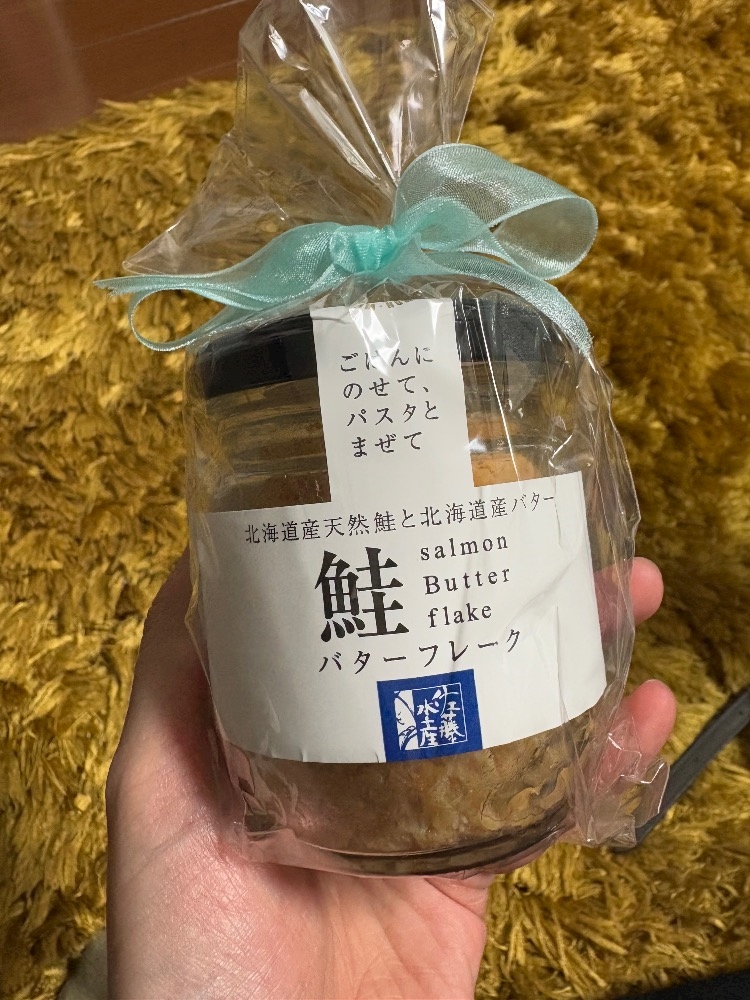 ごはんに
のせて、
パスタと
まぜて
北海道産天然鮭と北海道産バター
鮭
salmon
Butter
flake
バターフレーク
佐藤
水産